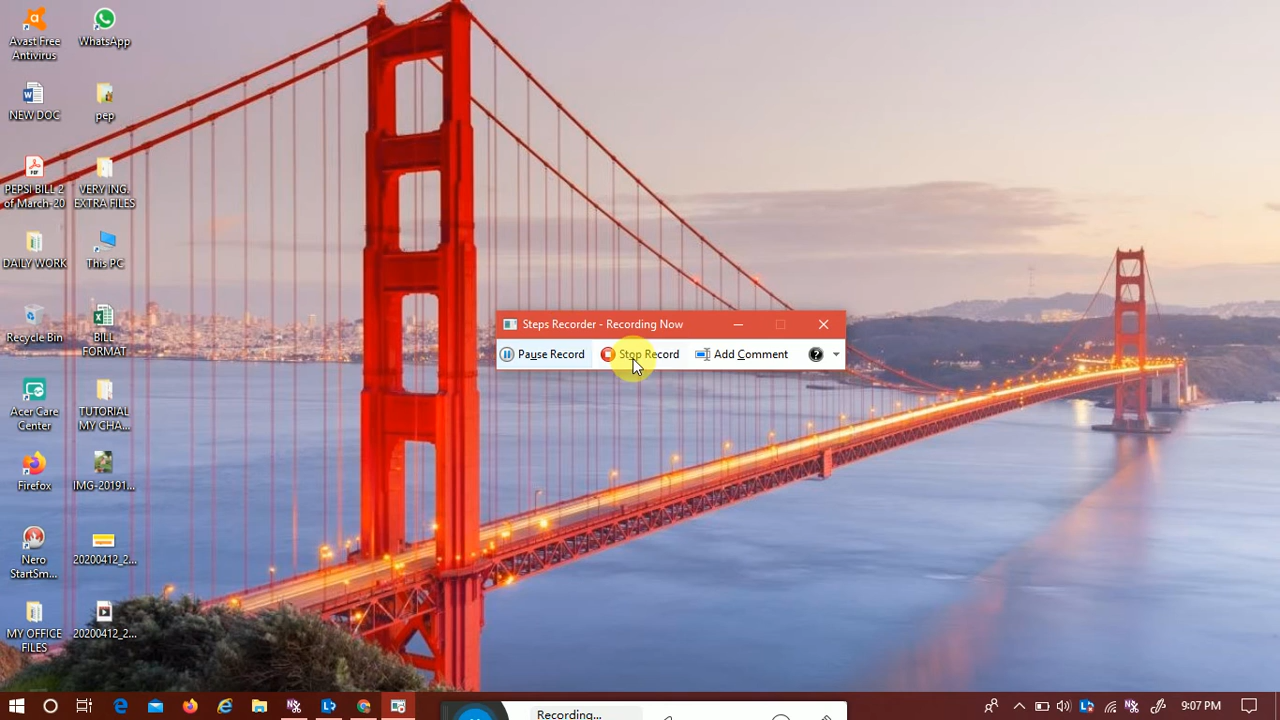 Avast Free
Antivirus
WhatsApp
NEW DOC
pep
PEPSI BILL 2
of March-20
VERY ING.
EXTRA FILES
DAILY WORK
This PC
Recycle Bin
BILL
FORMAT
Acer Care
Center
TUTORIAL
MY CHA...
Firefox
IMG-20191...
Nero
StartSm...
20200412_2...
MY OFFICE
FILES
20200412_2...
Steps Recorder - Recording Now
Pause Record
Stop Record
Add Comment
Recording...
9:07 PM